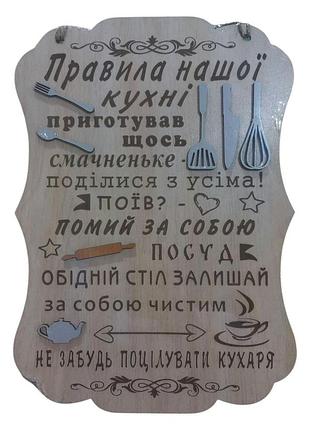 Правила нашої
кухні
приготував
щось
смачненьке -
поділися з усіма!
ПОЇВ? -
ПОМИЙ ЗА СОБОЮ
ПОСУД
ОБІДНІЙ СТІЛ ЗАЛИШАЙ
за собою чистим
НЕ ЗАБУДЬ ПОЦІЛУВАТИ КУХАРЯ